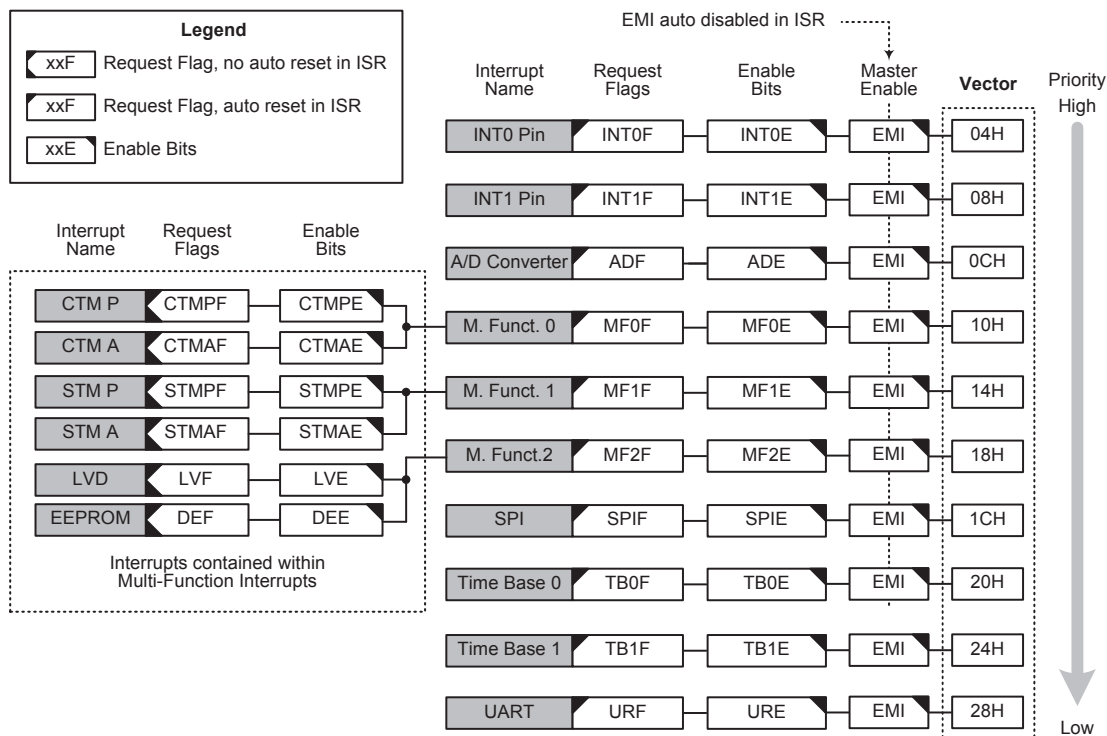 Legend
xxF Request Flag, no auto reset in ISR
xxF Request Flag, auto reset in ISR
xxE Enable Bits
EMI auto disabled in ISR
Interrupt Name Request Flags Enable Bits Master Enable Vector Priority
High
INT0 Pin INT0F INT0E EMI 04H
INT1 Pin INT1F INT1E EMI 08H
A/D Converter ADF ADE EMI 0CH
M. Funct. 0 MF0F MF0E EMI 10H
M. Funct. 1 MF1F MF1E EMI 14H
M. Funct.2 MF2F MF2E EMI 18H
SPI SPIF SPIE EMI 1CH
Time Base 0 TB0F TB0E EMI 20H
Time Base 1 TB1F TB1E EMI 24H
UART URF URE EMI 28H
Low
Interrupt Name Request Flags Enable Bits
CTM P CTMPF CTMPE
CTM A CTMAF CTMAE
STM P STMPF STMPE
STM A STMAF STMAE
LVD LVF LVE
EEPROM DEF DEE
Interrupts contained within
Multi-Function Interrupts